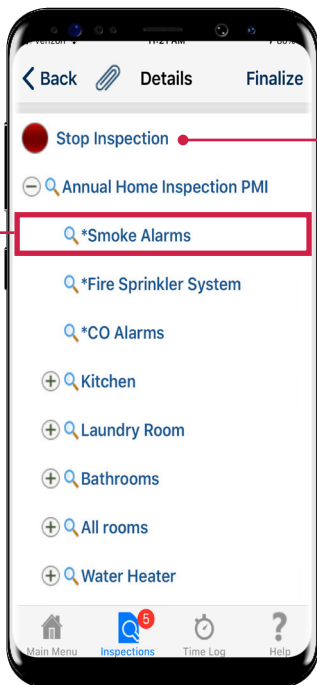 Back Details Finalize
Stop Inspection
Annual Home Inspection PMI
*Smoke Alarms
*Fire Sprinkler System
*CO Alarms
Kitchen
Laundry Room
Bathrooms
All rooms
Water Heater
5 ?
Main Menu Inspections Time Log Help